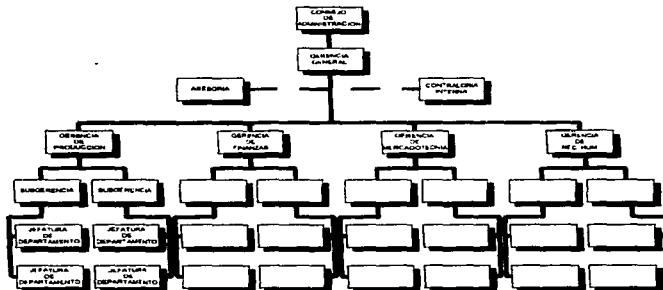 CONSEJO
DE
ADMINISTRACION
GERENCIA
GENERAL
ASESORIA
CONTRALORIA
INTERNA
GERENCIA
DE
PRODUCCION
GERENCIA
DE
FINANZAS
GERENCIA
DE
MERCADOTECNIA
GERENCIA
DE
REC. HUM
SUBGERENCIA
SUBGERENCIA
JEFATURA
DE
DEPARTAMENTO
JEFATURA
DE
DEPARTAMENTO
JEFATURA
DE
DEPARTAMENTO
JEFATURA
DE
DEPARTAMENTO